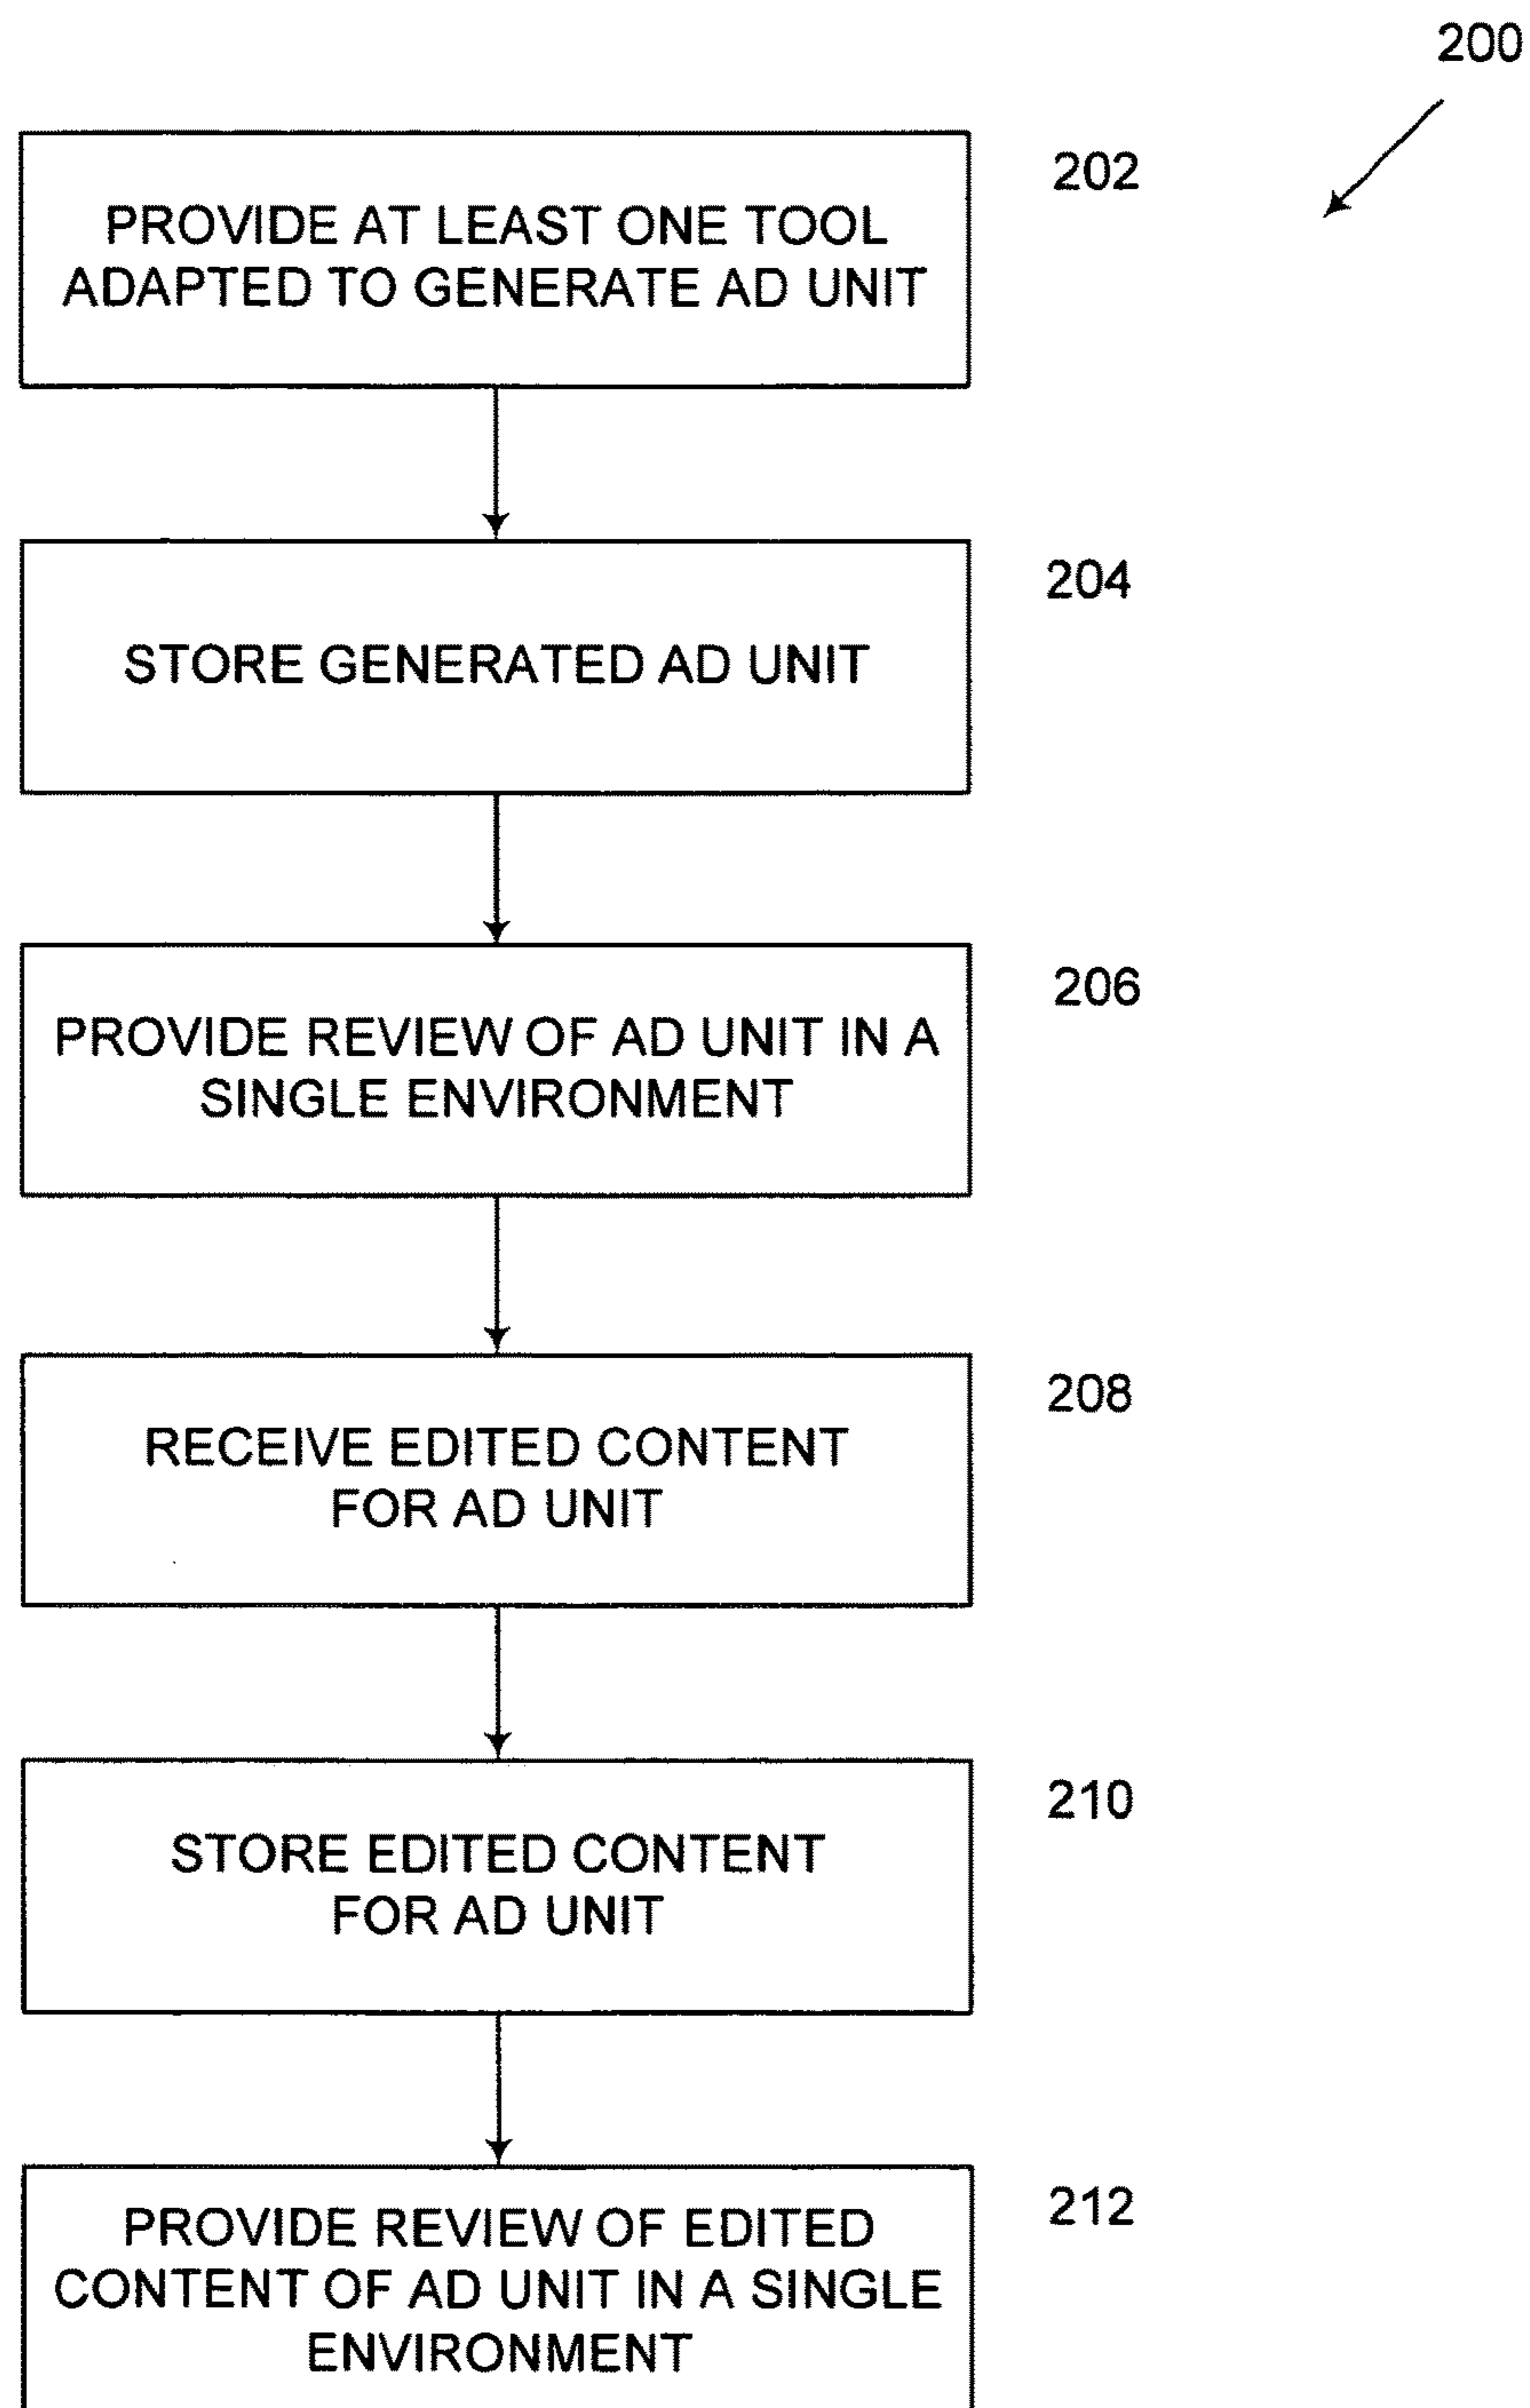 200
202
PROVIDE AT LEAST ONE TOOL
ADAPTED TO GENERATE AD UNIT
204
STORE GENERATED AD UNIT
206
PROVIDE REVIEW OF AD UNIT IN A
SINGLE ENVIRONMENT
208
RECEIVE EDITED CONTENT
FOR AD UNIT
210
STORE EDITED CONTENT
FOR AD UNIT
212
PROVIDE REVIEW OF EDITED
CONTENT OF AD UNIT IN A SINGLE
ENVIRONMENT